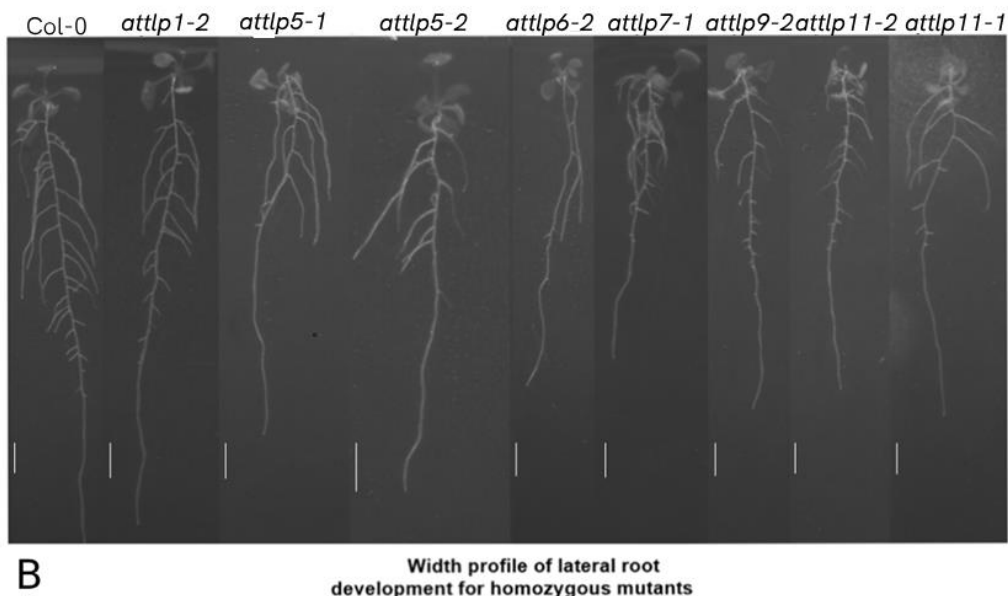 Col-0 attlp1-2 attlp5-1 attlp5-2 attlp6-2 attlp7-1 attlp9-2 attlp11-2 attlp11-1
B
Width profile of lateral root
development for homozygous mutants